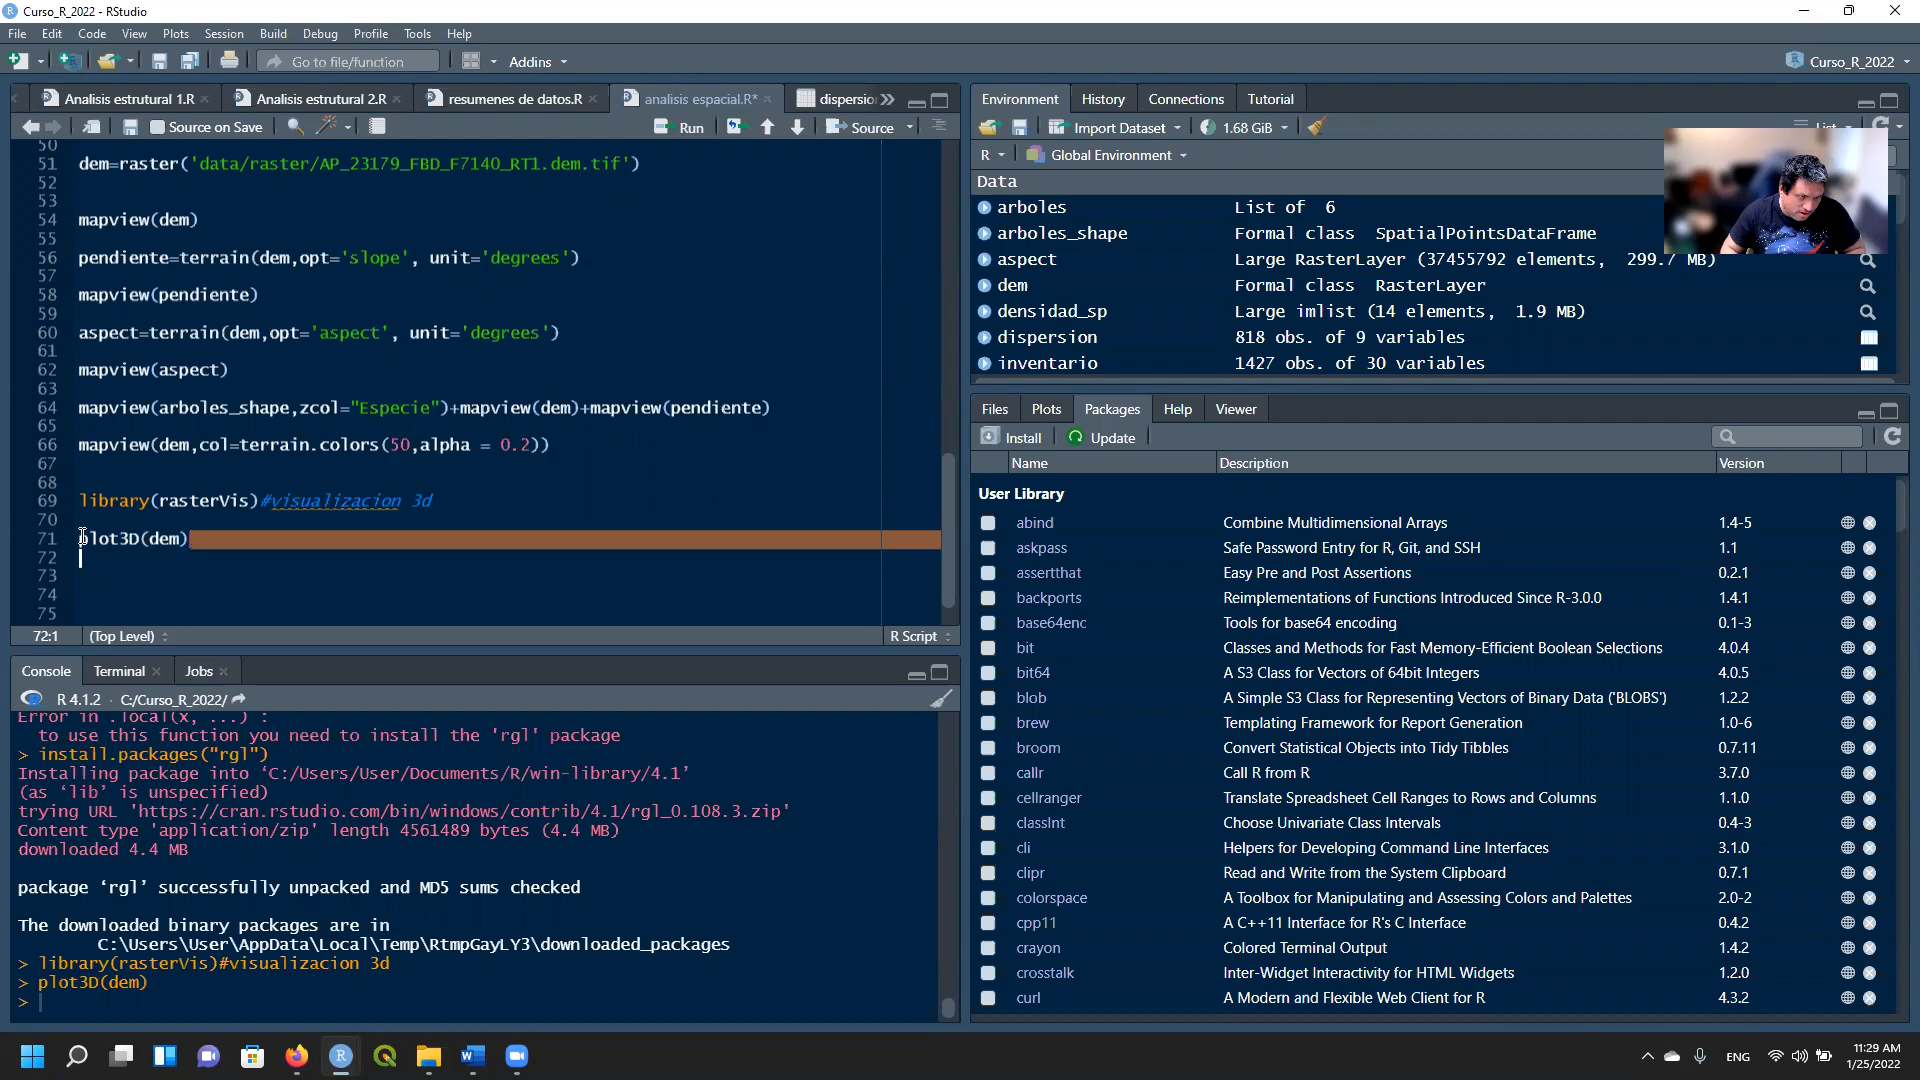 Curso_R_2022 - RStudio
File Edit Code View Plots Session Build Debug Profile Tools Help
Go to file/function Addins Curso_R_2022
Analisis estrutural 1.R Analisis estrutural 2.R resumenes de datos.R analisis espacial.R* dispersio
Source on Save Run Source
50
51 dem=raster('data/raster/AP_23179_FBD_F7140_RT1.dem.tif')
52
53
54 mapview(dem)
55
56 pendiente=terrain(dem,opt='slope', unit='degrees')
57
58 mapview(pendiente)
59
60 aspect=terrain(dem,opt='aspect', unit='degrees')
61
62 mapview(aspect)
63
64 mapview(arboles_shape,zcol="Especie")+mapview(dem)+mapview(pendiente)
65
66 mapview(dem,col=terrain.colors(50,alpha = 0.2))
67
68
69 library(rasterVis)#visualizacion 3d
70
71 plot3D(dem)
72
73
74
75
72:1 (Top Level) R Script
Console Terminal Jobs
R 4.1.2 · C:/Curso_R_2022/
Error in .local(x, ...) :
to use this function you need to install the 'rgl' package
> install.packages("rgl")
Installing package into ‘C:/Users/User/Documents/R/win-library/4.1’
(as ‘lib’ is unspecified)
trying URL 'https://cran.rstudio.com/bin/windows/contrib/4.1/rgl_0.108.3.zip'
Content type 'application/zip' length 4561489 bytes (4.4 MB)
downloaded 4.4 MB
package ‘rgl’ successfully unpacked and MD5 sums checked
The downloaded binary packages are in
C:\Users\User\AppData\Local\Temp\RtmpGayLY3\downloaded_packages
> library(rasterVis)#visualizacion 3d
> plot3D(dem)
>
Environment History Connections Tutorial
Import Dataset 1.68 GiB List
R Global Environment
Data
arboles List of 6
arboles_shape Formal class SpatialPointsDataFrame
aspect Large RasterLayer (37455792 elements, 299.7 MB)
dem Formal class RasterLayer
densidad_sp Large imlist (14 elements, 1.9 MB)
dispersion 818 obs. of 9 variables
inventario 1427 obs. of 30 variables
Files Plots Packages Help Viewer
Install Update
Name Description Version
User Library
abind Combine Multidimensional Arrays 1.4-5
askpass Safe Password Entry for R, Git, and SSH 1.1
assertthat Easy Pre and Post Assertions 0.2.1
backports Reimplementations of Functions Introduced Since R-3.0.0 1.4.1
base64enc Tools for base64 encoding 0.1-3
bit Classes and Methods for Fast Memory-Efficient Boolean Selections 4.0.4
bit64 A S3 Class for Vectors of 64bit Integers 4.0.5
blob A Simple S3 Class for Representing Vectors of Binary Data ('BLOBS') 1.2.2
brew Templating Framework for Report Generation 1.0-6
broom Convert Statistical Objects into Tidy Tibbles 0.7.11
callr Call R from R 3.7.0
cellranger Translate Spreadsheet Cell Ranges to Rows and Columns 1.1.0
classInt Choose Univariate Class Intervals 0.4-3
cli Helpers for Developing Command Line Interfaces 3.1.0
clipr Read and Write from the System Clipboard 0.7.1
colorspace A Toolbox for Manipulating and Assessing Colors and Palettes 2.0-2
cpp11 A C++11 Interface for R's C Interface 0.4.2
crayon Colored Terminal Output 1.4.2
crosstalk Inter-Widget Interactivity for HTML Widgets 1.2.0
curl A Modern and Flexible Web Client for R 4.3.2
ENG 11:29 AM
1/25/2022